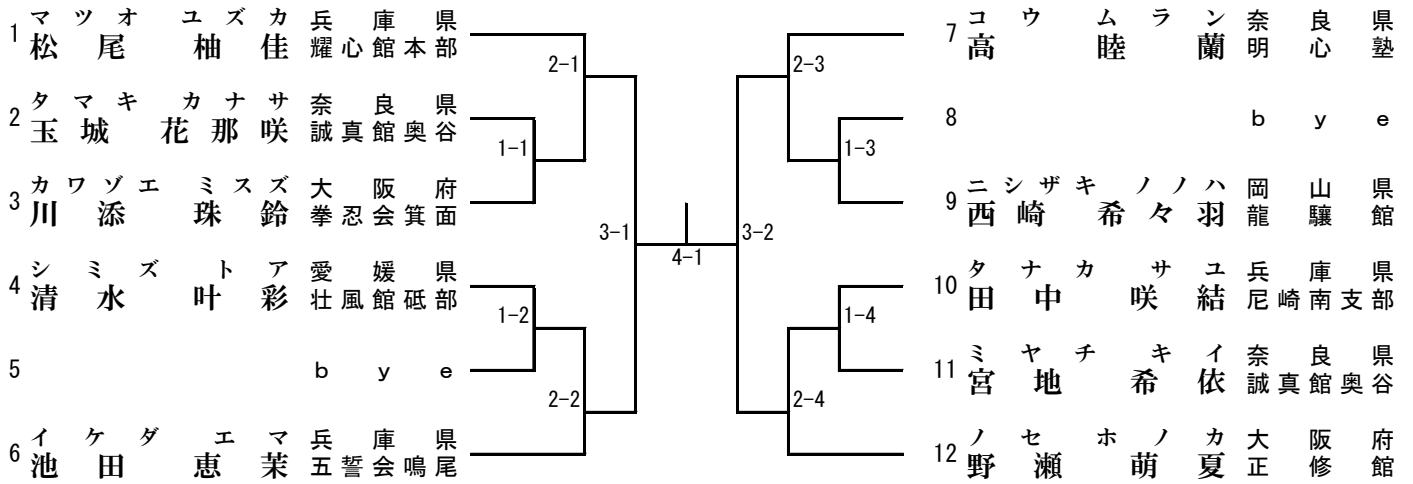 マツオ ユズカ 兵庫県
1 松尾 柚佳 耀心館本部
2-1
タマキ カナサ 奈良県
2 玉城 花那咲 誠真館奥谷
1-1
カワゾエ ミスズ 大阪府
3 川添 珠鈴 拳忍会箕面
3-1
シミズ トア 愛媛県
4 清水 叶彩 壮風館砥部
1-2
5 bye
2-2
イケダ エマ 兵庫県
6 池田 恵茉 五誓会鳴尾
4-1
コウ ムラン 奈良県
7 高 睦蘭 明心塾
2-3
8 bye
1-3
ニシザキ ノノハ 岡山県
9 西崎 希々羽 龍驤館
3-2
タナカ サユ 兵庫県
10 田中 咲結 尼崎南支部
1-4
ミヤチ キイ 奈良県
11 宮地 希依 誠真館奥谷
2-4
ノセ ホノカ 大阪府
12 野瀬 萌夏 正修館